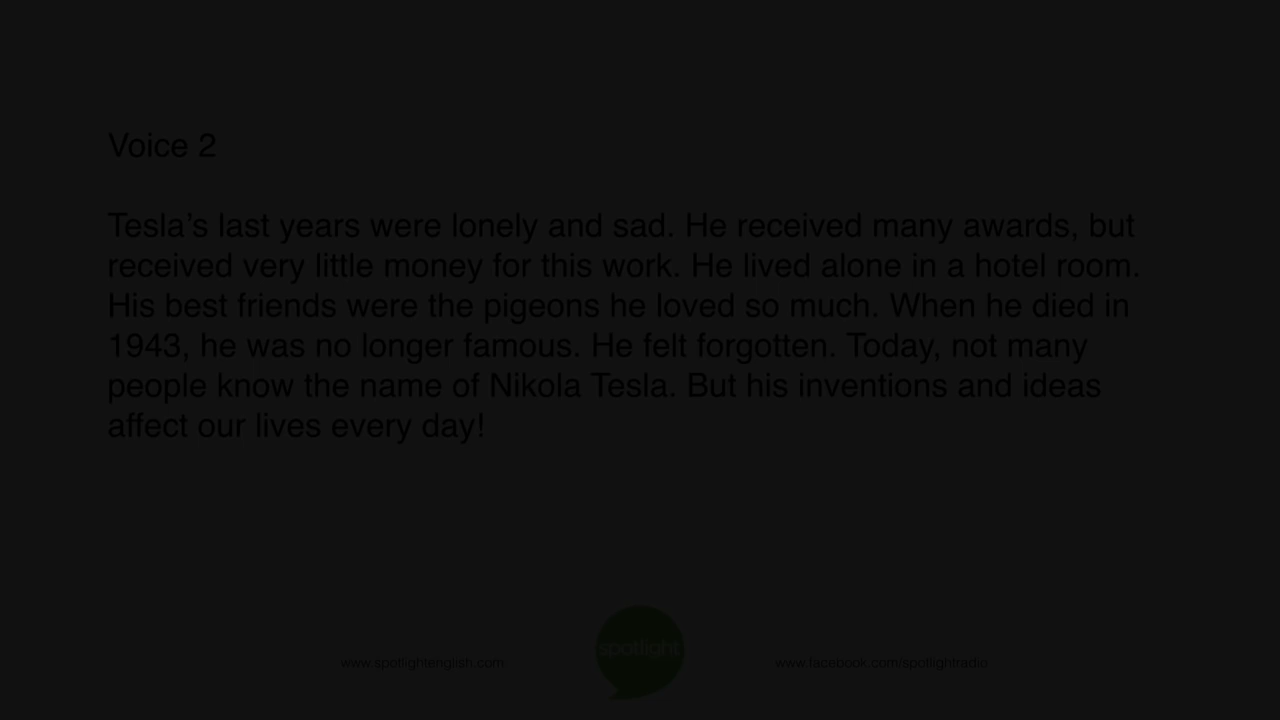 Voice 2
Tesla’s last years were lonely and sad. He received many awards, but
received very little money for this work. He lived alone in a hotel room.
His best friends were the pigeons he loved so much. When he died in
1943, he was no longer famous. He felt forgotten. Today, not many
people know the name of Nikola Tesla. But his inventions and ideas
affect our lives every day!
spotlight
www.spotlightenglish.com
www.facebook.com/spotlightradio